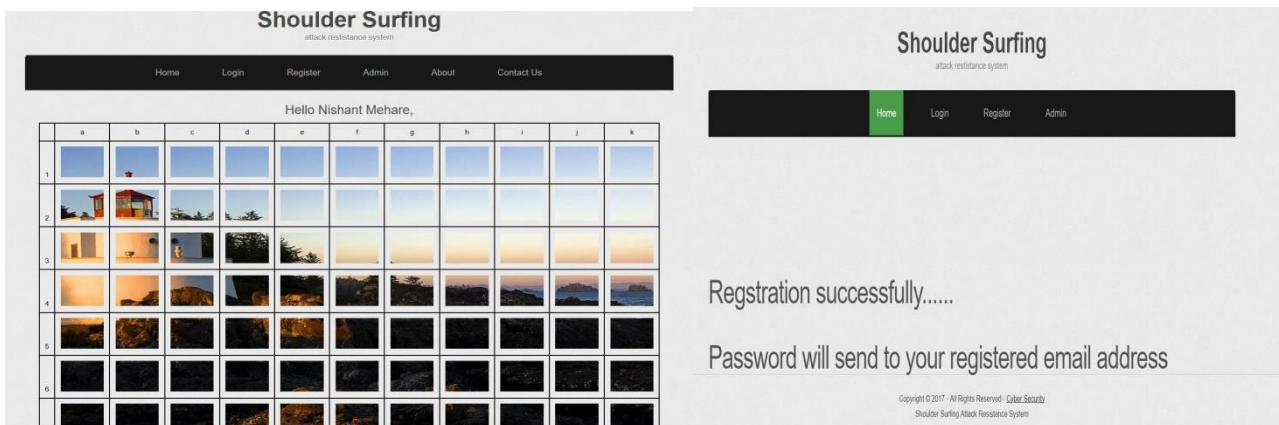 Shoulder Surfing
attack restistance system
Home Login Register Admin About Contact Us
Hello Nishant Mehare,
a b c d e f g h i j k
1
2
3
4
5
6
Shoulder Surfing
attack restistance system
Home Login Register Admin
Regstration successfully......
Password will send to your registered email address
Copyright © 2017 - All Rights Reserved - Cyber Security
Shoulder Surfing Attack Resistance System